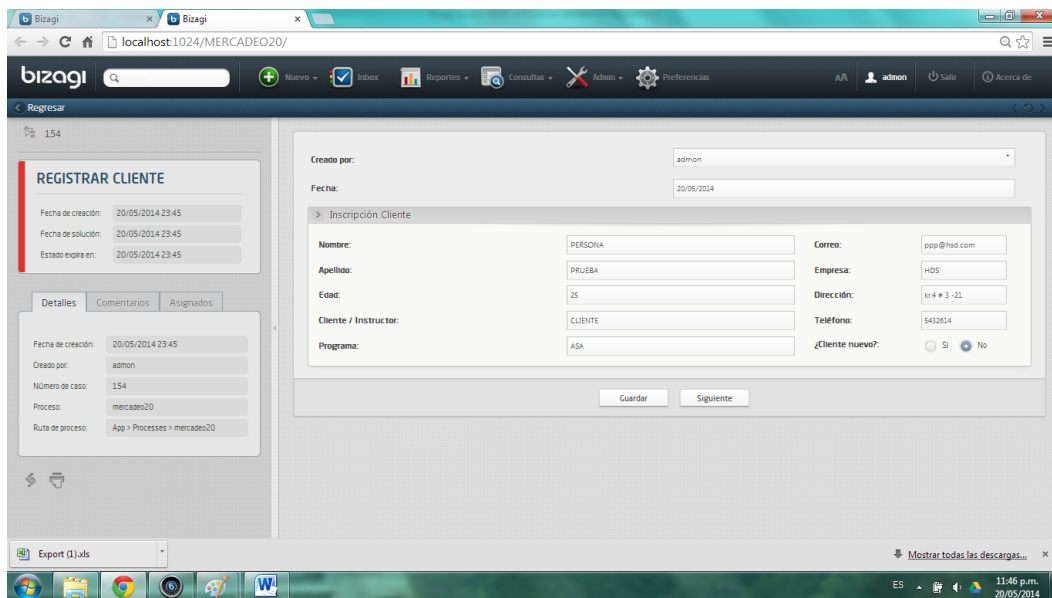 Bizagi × Bizagi ×
localhost:1024/MERCADEO20/
bizagi Nuevo Inbox Reportes Consultas Admin Preferencias AA admon Salir Acerca de
Regresar
154
REGISTRAR CLIENTE
Fecha de creación: 20/05/2014 23:45
Fecha de solución: 20/05/2014 23:45
Estado expira en: 20/05/2014 23:45
Detalles Comentarios Asignados
Fecha de creación: 20/05/2014 23:45
Creado por: admon
Número de caso: 154
Proceso: mercadeo20
Ruta de proceso: App > Processes > mercadeo20
Creado por: admon
Fecha: 20/05/2014
> Inscripción Cliente
Nombre: PERSONA Correo: ppp@hsd.com
Apellido: PRUEBA Empresa: HDS
Edad: 25 Dirección: kr.4 # 3 -21
Cliente / Instructor: CLIENTE Teléfono: 5432614
Programa: ASA ¿Cliente nuevo?: Si No
Guardar Siguiente
Export (1).xls Mostrar todas las descargas... ×
ES 11:46 p.m.
20/05/2014